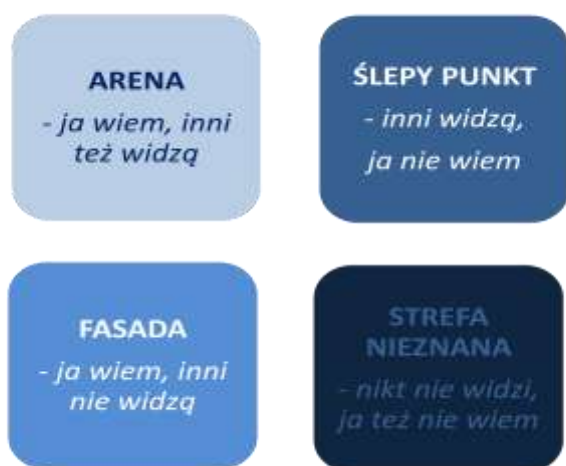 ARENA
- ja wiem, inni
też widzą
ŚLEPY PUNKT
- inni widzą,
ja nie wiem
FASADA
- ja wiem, inni
nie widzą
STREFA
NIEZNANA
- nikt nie widzi,
ja też nie wiem